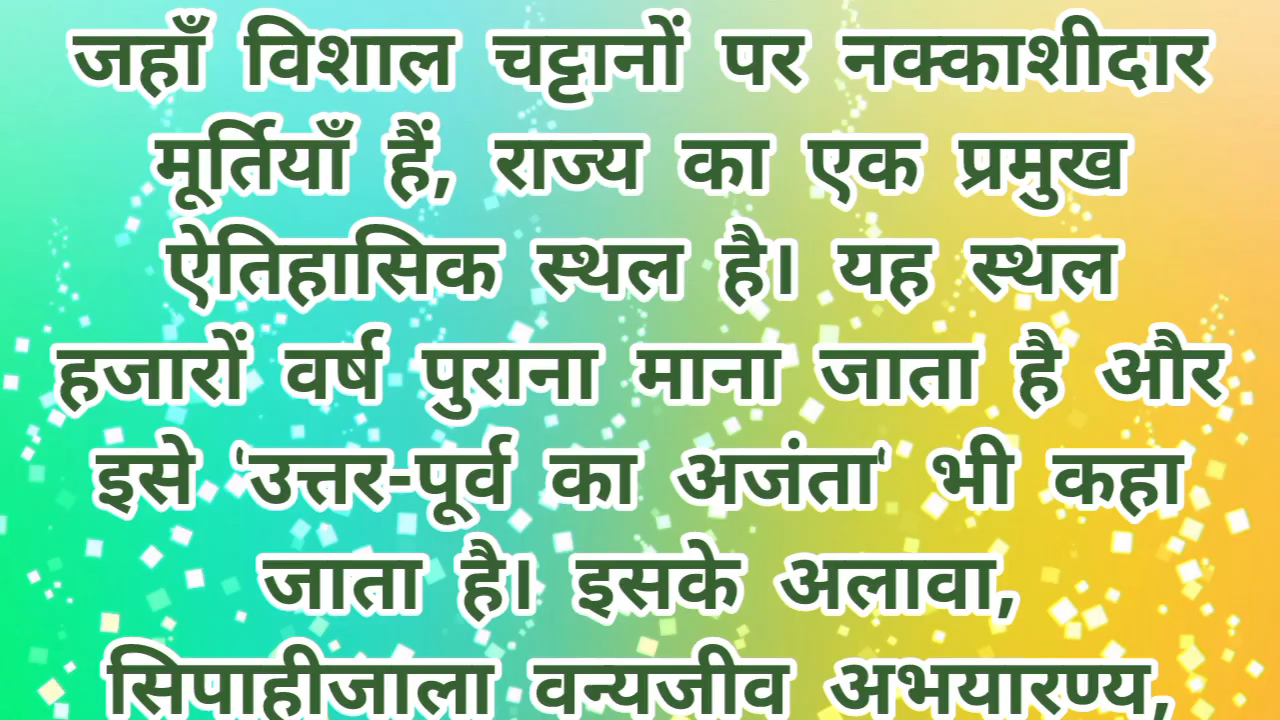 जहाँ विशाल चट्टानों पर नक्काशीदार
मूर्तियाँ हैं, राज्य का एक प्रमुख
ऐतिहासिक स्थल है। यह स्थल
हजारों वर्ष पुराना माना जाता है और
इसे 'उत्तर-पूर्व का अजंता' भी कहा
जाता है। इसके अलावा,
सिपाहीजाला वन्यजीव अभयारण्य,